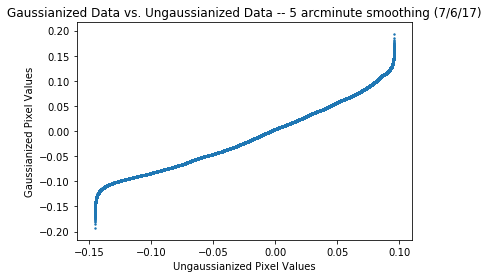 Gaussianized Data vs. Ungaussianized Data -- 5 arcminute smoothing (7/6/17)
0.20
0.15
0.10
0.05
0.00
−0.05
−0.10
−0.15
−0.20
Gaussianized Pixel Values
−0.15 −0.10 −0.05 0.00 0.05 0.10
Ungaussianized Pixel Values